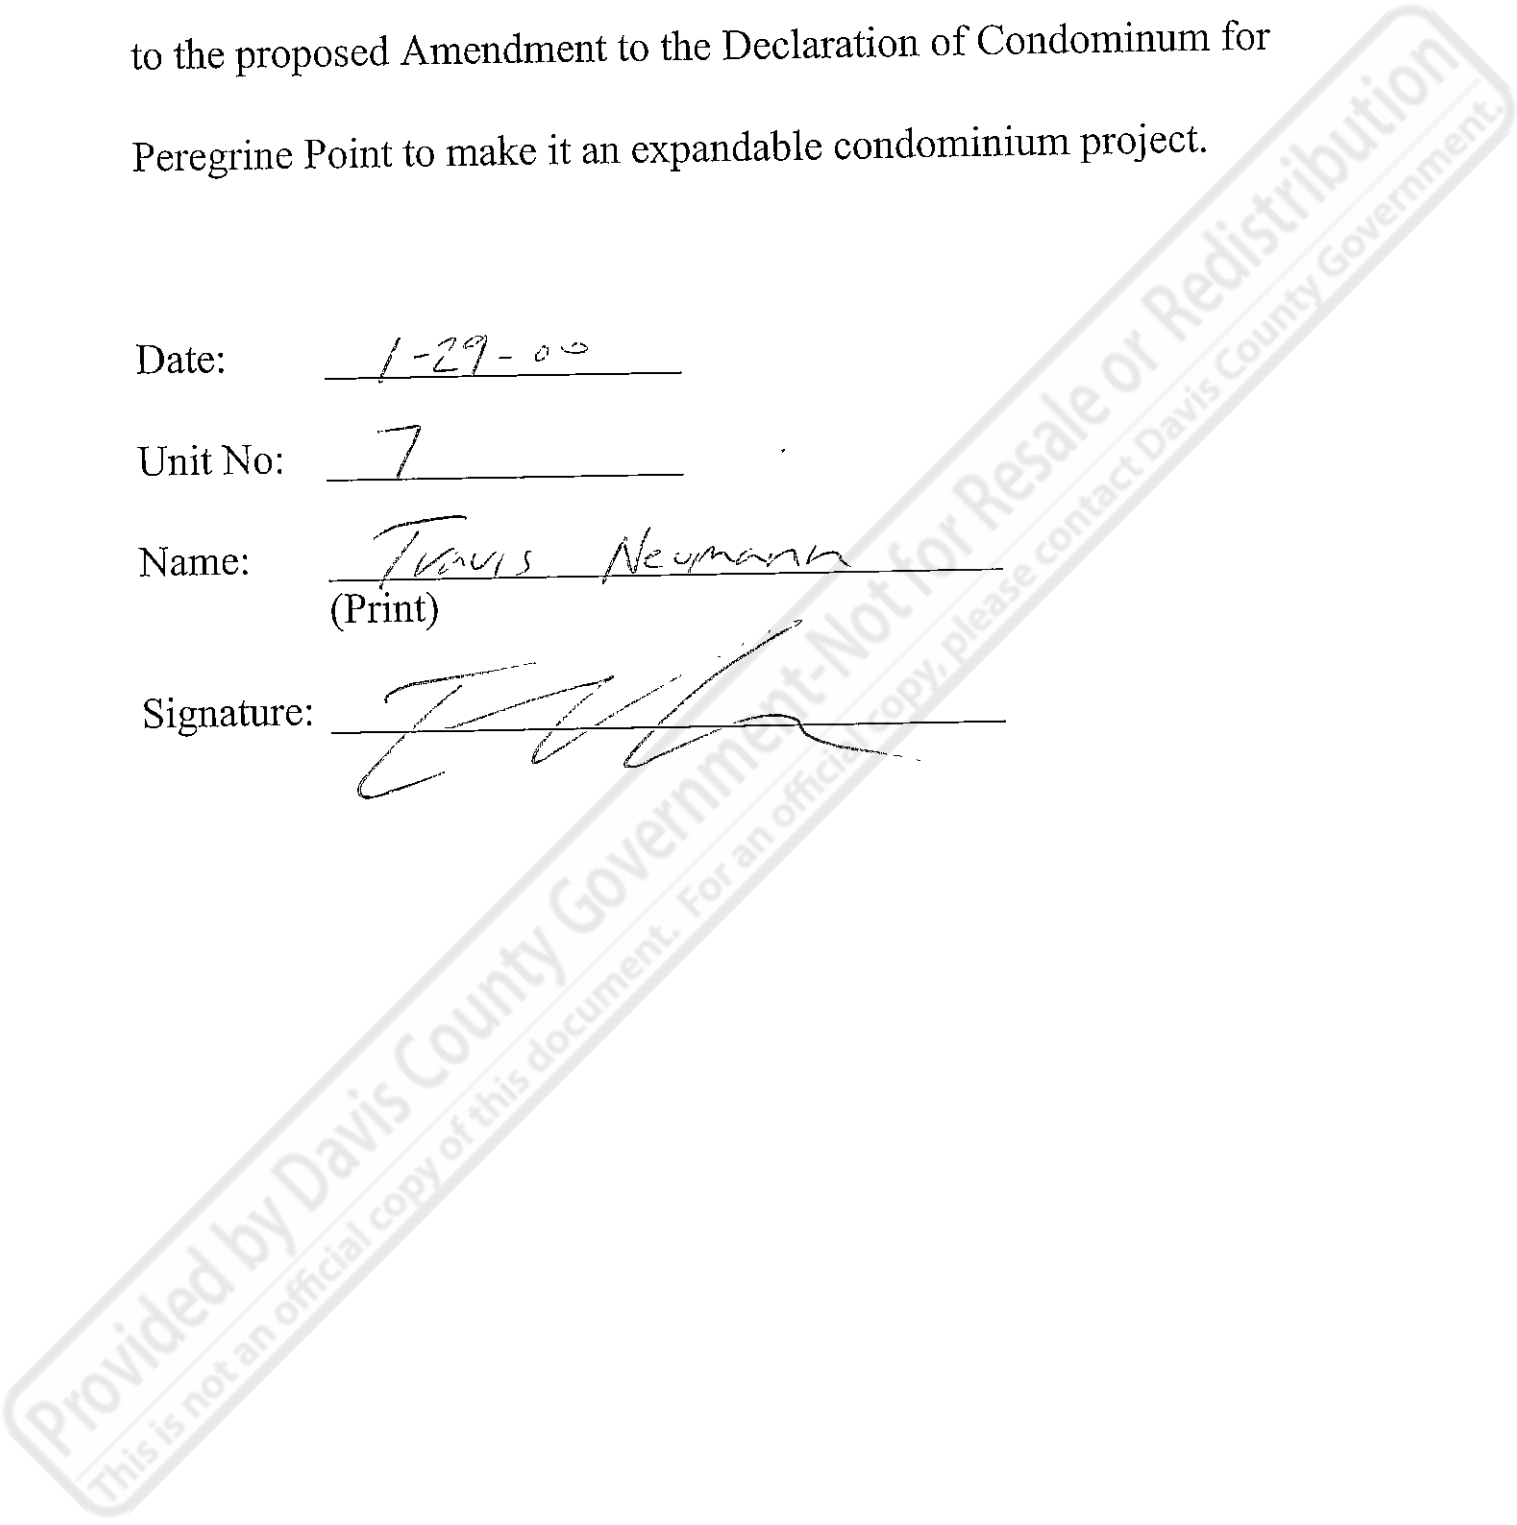 to the proposed Amendment to the Declaration of Condominum for
Peregrine Point to make it an expandable condominium project.
Date: 1-29-00
Unit No: 7
Name: Travis Neumann
(Print)
Signature:
Provided by Davis County Government-Not for Resale or Redistribution
This is not an official copy of this document. For an official copy, please contact Davis County Government.